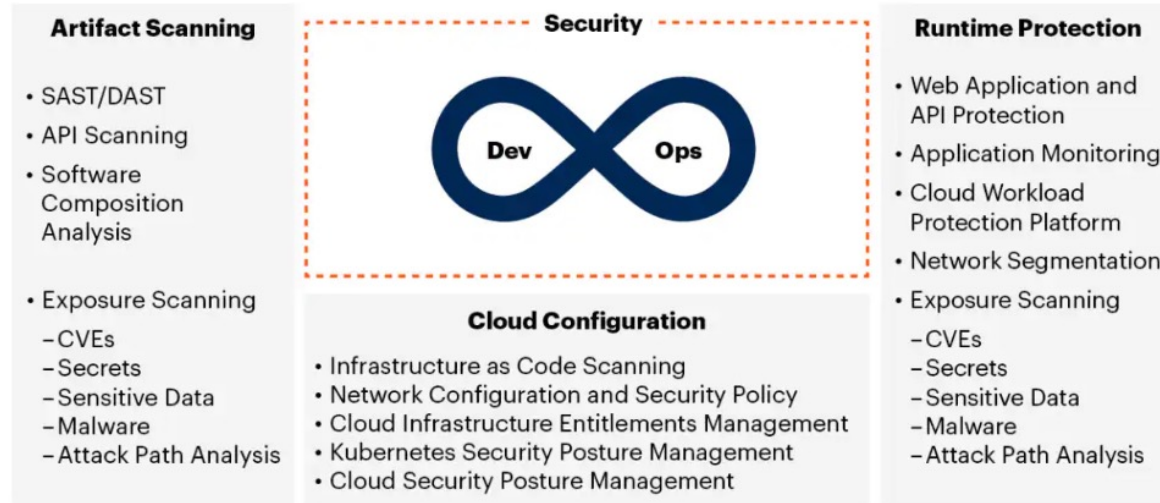 Artifact Scanning
• SAST/DAST
• API Scanning
• Software
Composition
Analysis
• Exposure Scanning
–CVEs
–Secrets
–Sensitive Data
–Malware
–Attack Path Analysis
Security
Dev
Ops
Cloud Configuration
• Infrastructure as Code Scanning
• Network Configuration and Security Policy
• Cloud Infrastructure Entitlements Management
• Kubernetes Security Posture Management
• Cloud Security Posture Management
Runtime Protection
• Web Application and
API Protection
• Application Monitoring
• Cloud Workload
Protection Platform
• Network Segmentation
• Exposure Scanning
–CVEs
–Secrets
–Sensitive Data
–Malware
–Attack Path Analysis